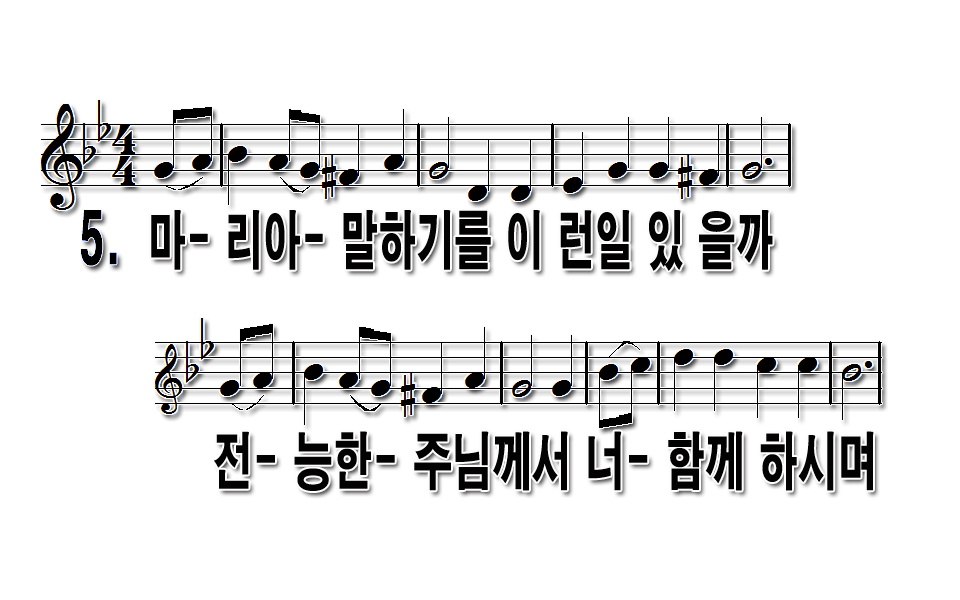 5. 마- 리아- 말하기를 이 런일 있 을까
전- 능한- 주님께서 너- 함께 하시며